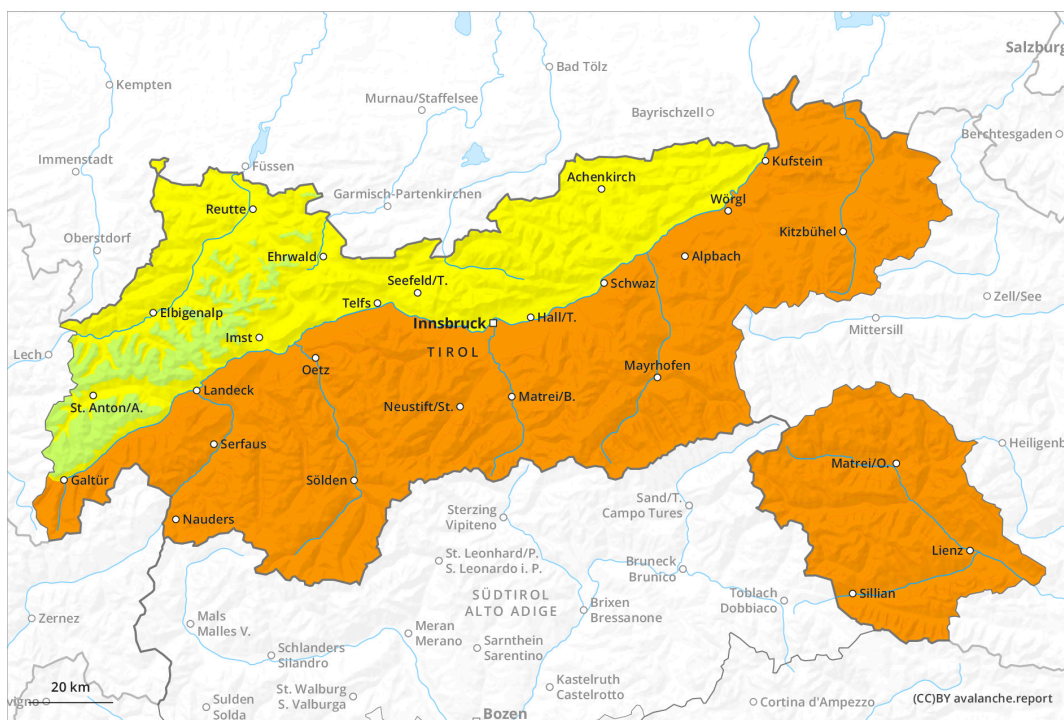 Salzburg
Bad Tölz
Kempten
Murnau/Staffelsee
Bayrischzell
Berchtesgaden
Immenstadt
Füssen
Kufstein
Achenkirch
Garmisch-Partenkirchen
Wörgl
Reutte
Kitzbühel
Oberstdorf
Ehrwald
Alpbach
Seefeld/T.
Schwaz
Zell/See
Telfs
Elbigenalp
Hall/T.
Innsbruck
Mittersill
Imst
Lech
TIROL
Oetz
Mayrhofen
Landeck
Matrei/B.
St. Anton/A.
Neustift/St.
Serfaus
Heiligenb
Matrei/O.
Galtür
Sölden
Sand/T.
Campo Tures
Sterzing
Vipiteno
Nauders
St. Leonhard/P.
S. Leonardo i. P.
Lienz
Bruneck
Brunico
Sillian
SÜDTIROL
ALTO ADIGE
Toblach
Dobbiaco
Brixen
Bressanone
Zernez
Mals
Malles V.
Meran
Merano
Sarnthein
Sarentino
Schlanders
Silandro
20 km
St. Walburg
S. Valburga
Kastelruth
Castelrotto
vigno
Sulden
Solda
Cortina d'Ampezzo
(CC)BY avalanche.report
Bozen